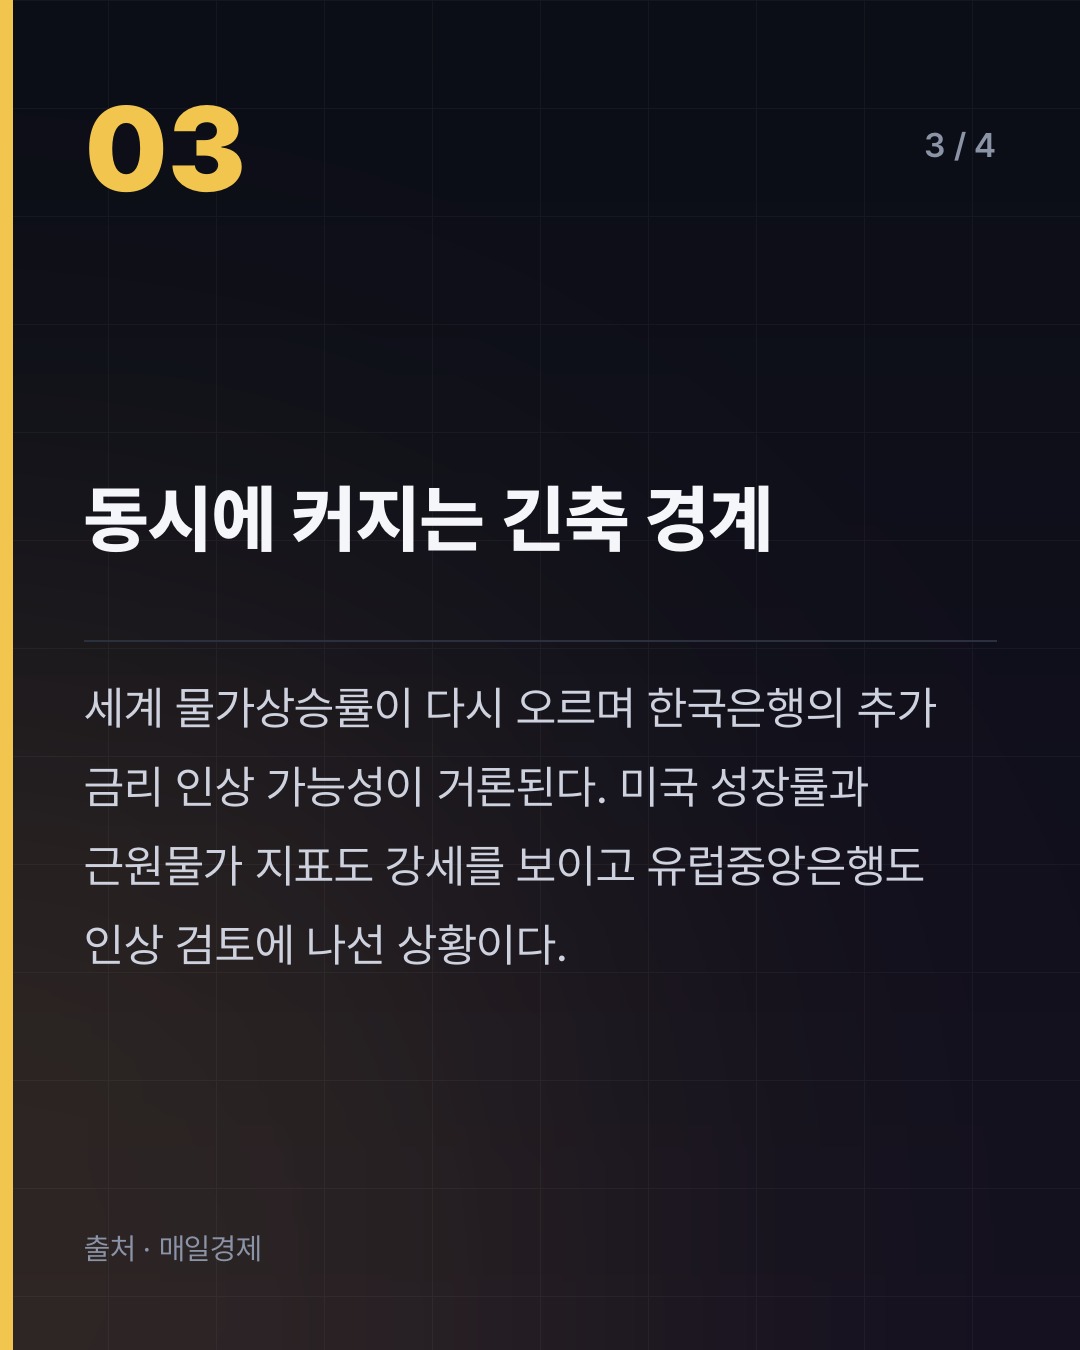 03
3 / 4
동시에 커지는 긴축 경계
세계 물가상승률이 다시 오르며 한국은행의 추가
금리 인상 가능성이 거론된다. 미국 성장률과
근원물가 지표도 강세를 보이고 유럽중앙은행도
인상 검토에 나선 상황이다.
출처 · 매일경제